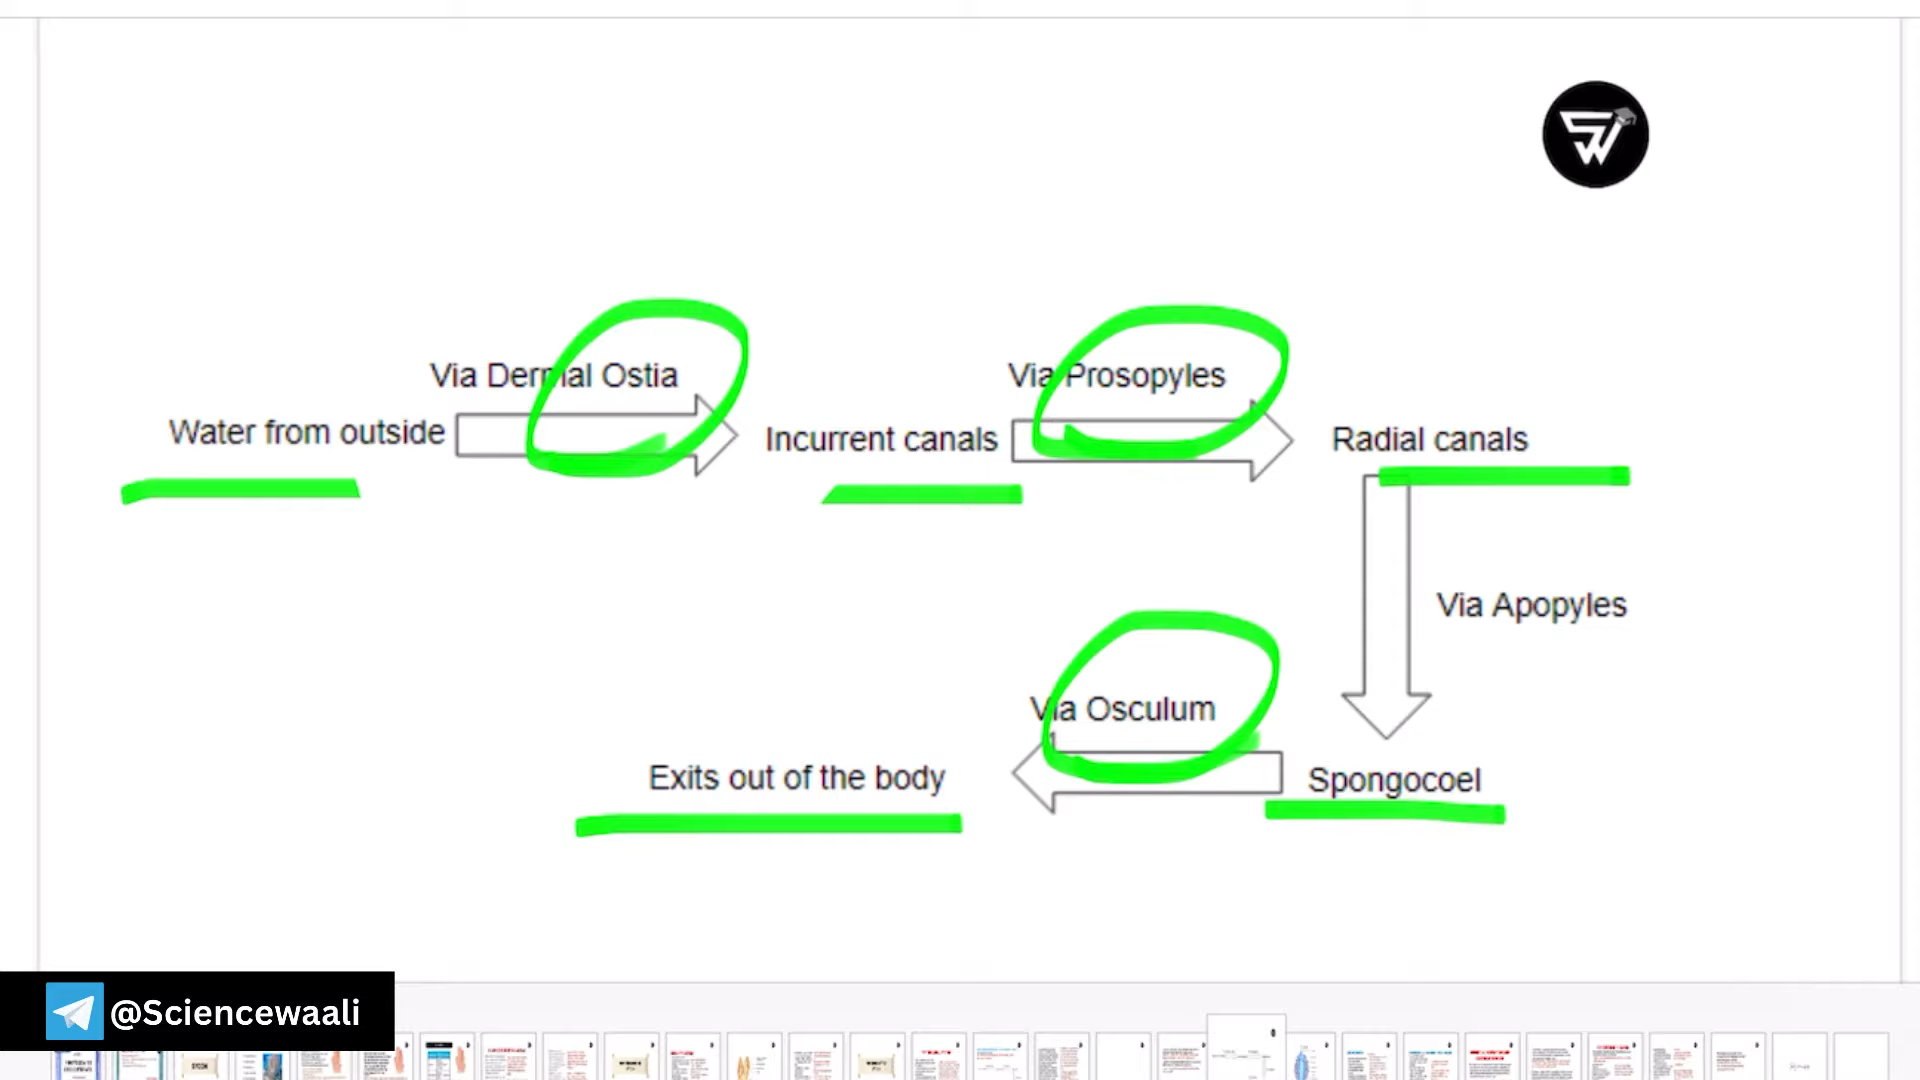 SW
Via Dermal Ostia
Via Prosopyles
Water from outside
Incurrent canals
Radial canals
Via Apopyles
Via Osculum
Exits out of the body
Spongocoel
@Sciencewaali